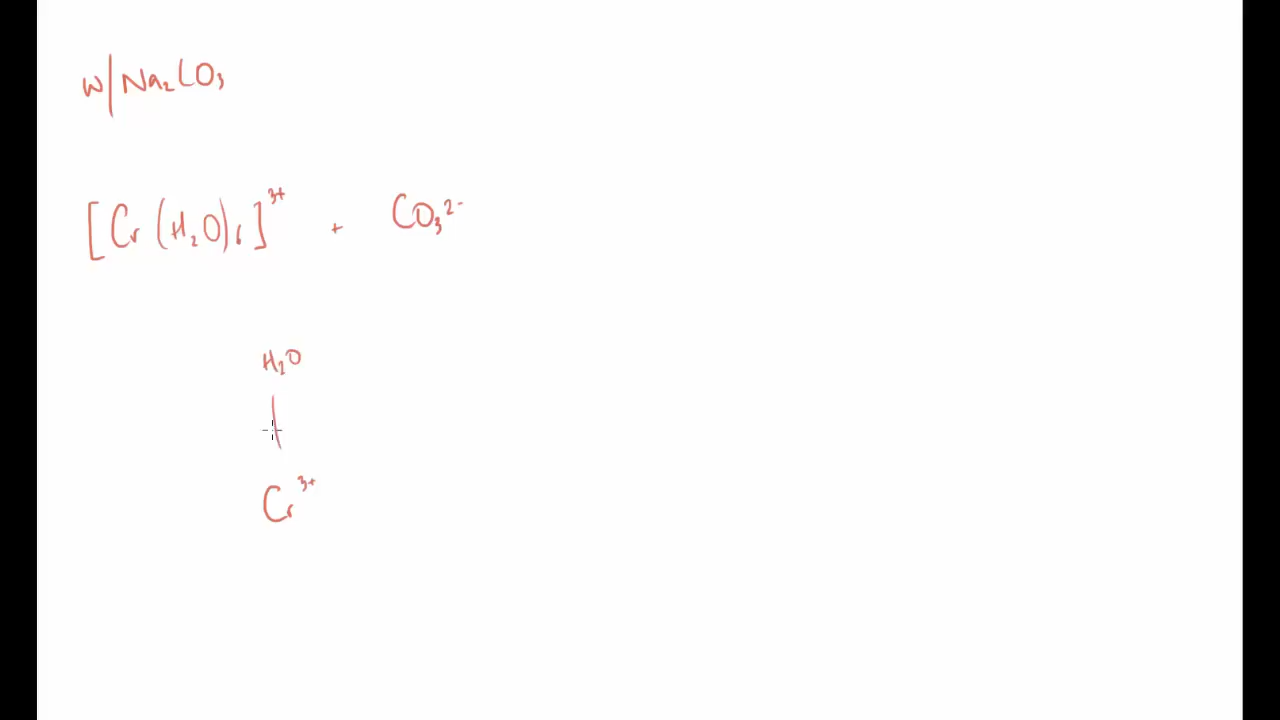 w/ Na₂CO₃
[Cr(H₂O)₆]³⁺ + CO₃²⁻
H₂O
Cr³⁺